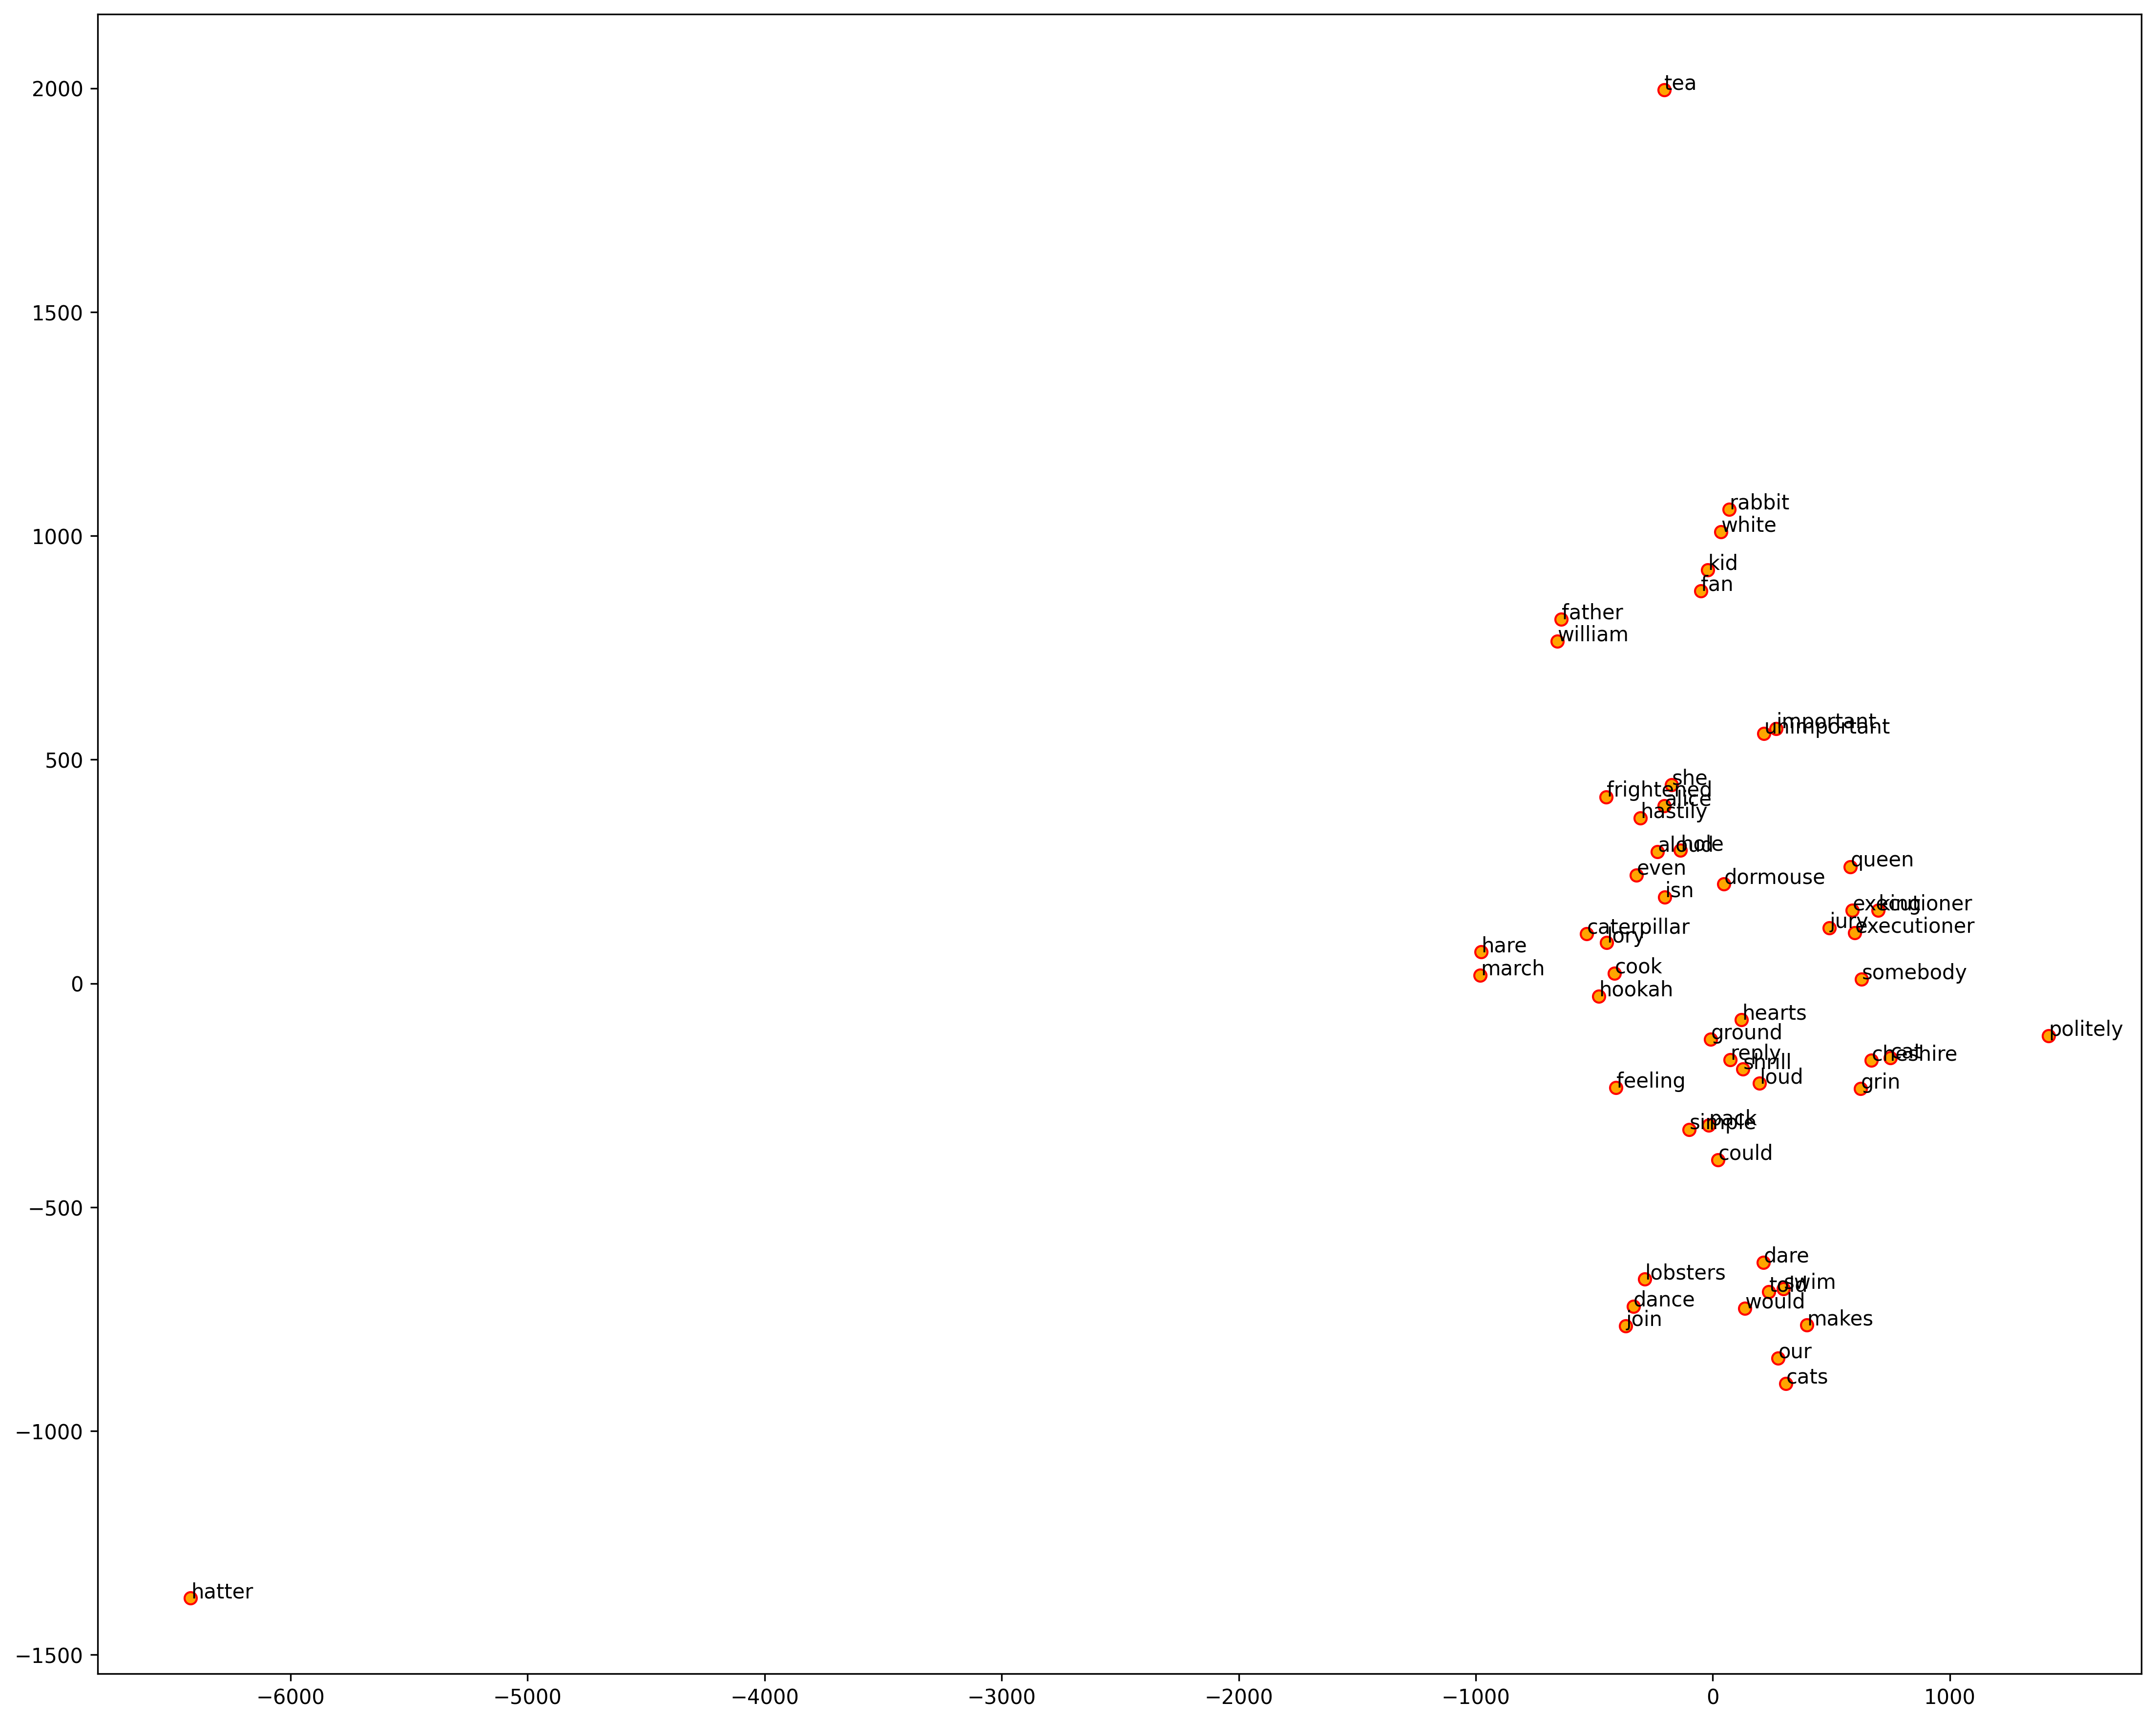 2000
1500
1000
500
0
−500
−1000
−1500
−6000
−5000
−4000
−3000
−2000
−1000
0
1000
tea
rabbit
white
kid
fan
father
william
important
unimportant
she
frightened
alice
hastily
hole
aloud
queen
even
dormouse
isn
executioner
king
jury
executioner
caterpillar
lory
hare
march
cook
somebody
hookah
hearts
ground
politely
reply
cat
cheshire
shrill
loud
grin
feeling
pack
simple
could
dare
lobsters
swim
told
dance
would
join
makes
our
cats
hatter